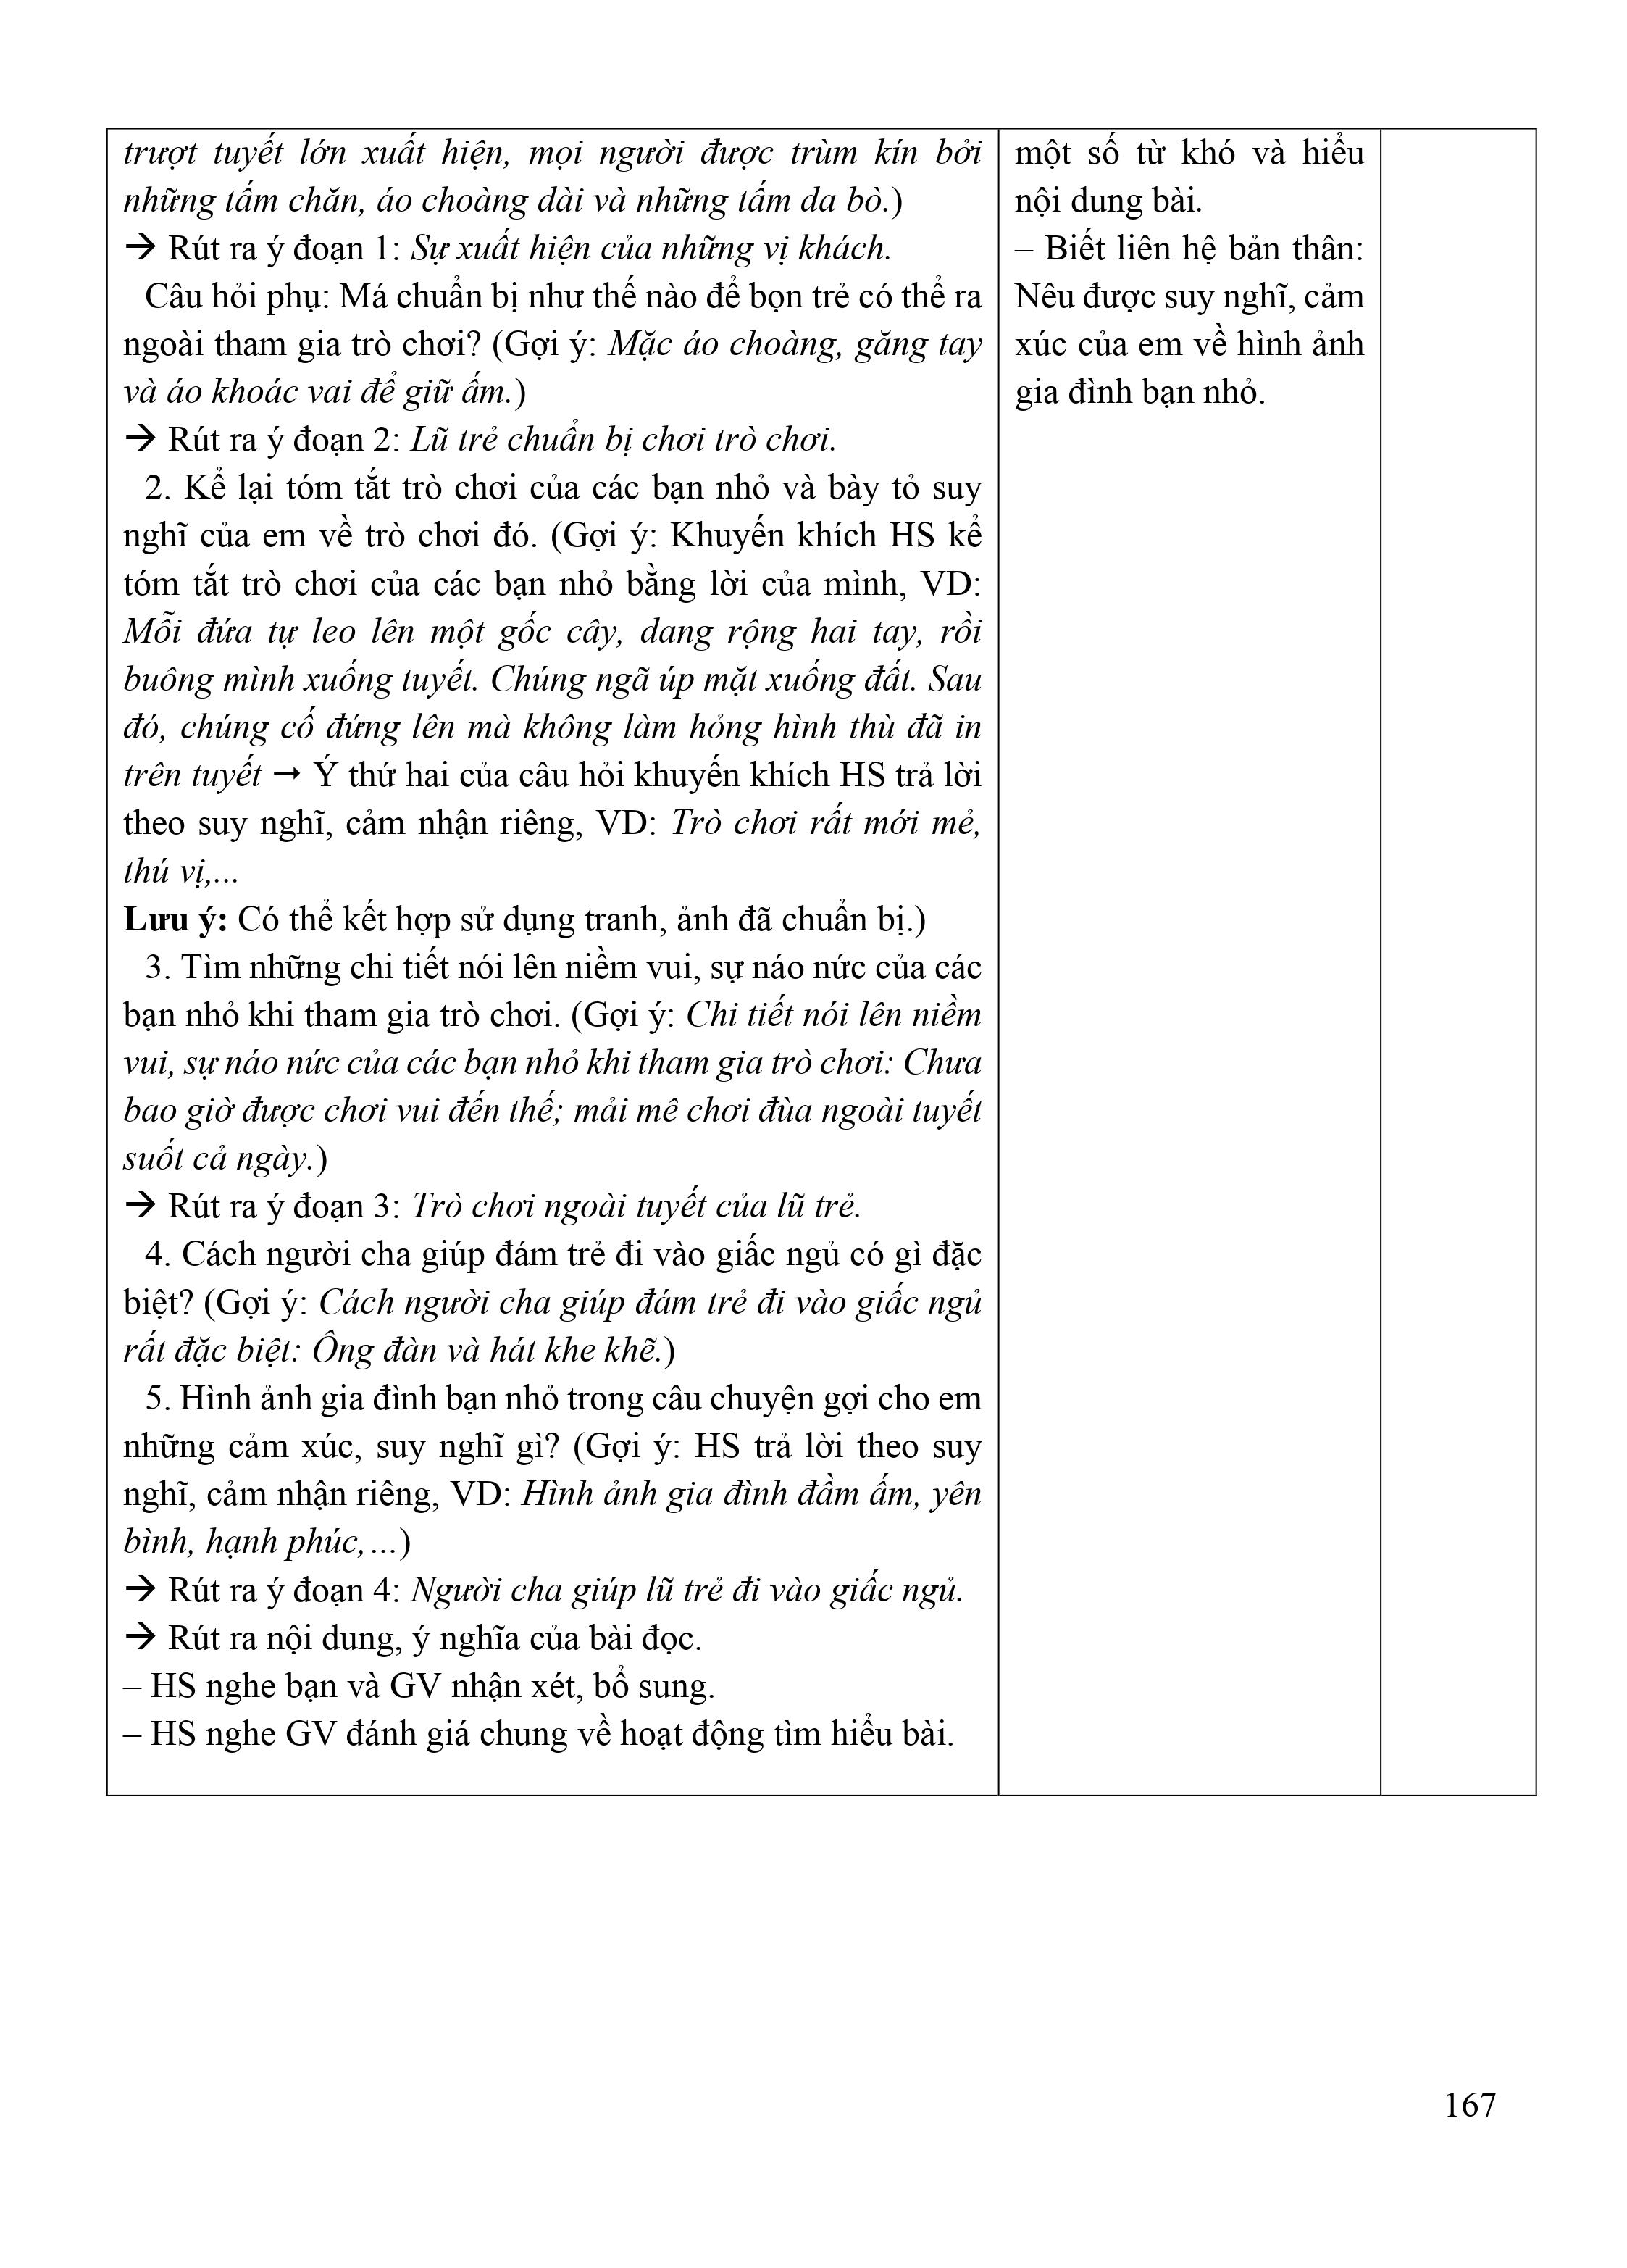 trượt tuyết lớn xuất hiện, mọi người được trùm kín bởi
những tấm chăn, áo choàng dài và những tấm da bò.)
→ Rút ra ý đoạn 1: Sự xuất hiện của những vị khách.
Câu hỏi phụ: Má chuẩn bị như thế nào để bọn trẻ có thể ra
ngoài tham gia trò chơi? (Gợi ý: Mặc áo choàng, găng tay
và áo khoác vai để giữ ấm.)
→ Rút ra ý đoạn 2: Lũ trẻ chuẩn bị chơi trò chơi.
2. Kể lại tóm tắt trò chơi của các bạn nhỏ và bày tỏ suy
nghĩ của em về trò chơi đó. (Gợi ý: Khuyến khích HS kể
tóm tắt trò chơi của các bạn nhỏ bằng lời của mình, VD:
Mỗi đứa tự leo lên một gốc cây, dang rộng hai tay, rồi
buông mình xuống tuyết. Chúng ngã úp mặt xuống đất. Sau
đó, chúng cố đứng lên mà không làm hỏng hình thù đã in
trên tuyết → Ý thứ hai của câu hỏi khuyến khích HS trả lời
theo suy nghĩ, cảm nhận riêng, VD: Trò chơi rất mới mẻ,
thú vị,...
Lưu ý: Có thể kết hợp sử dụng tranh, ảnh đã chuẩn bị.)
3. Tìm những chi tiết nói lên niềm vui, sự náo nức của các
bạn nhỏ khi tham gia trò chơi. (Gợi ý: Chi tiết nói lên niềm
vui, sự náo nức của các bạn nhỏ khi tham gia trò chơi: Chưa
bao giờ được chơi vui đến thế; mải mê chơi đùa ngoài tuyết
suốt cả ngày.)
→ Rút ra ý đoạn 3: Trò chơi ngoài tuyết của lũ trẻ.
4. Cách người cha giúp đám trẻ đi vào giấc ngủ có gì đặc
biệt? (Gợi ý: Cách người cha giúp đám trẻ đi vào giấc ngủ
rất đặc biệt: Ông đàn và hát khe khẽ.)
5. Hình ảnh gia đình bạn nhỏ trong câu chuyện gợi cho em
những cảm xúc, suy nghĩ gì? (Gợi ý: HS trả lời theo suy
nghĩ, cảm nhận riêng, VD: Hình ảnh gia đình đầm ấm, yên
bình, hạnh phúc,…)
→ Rút ra ý đoạn 4: Người cha giúp lũ trẻ đi vào giấc ngủ.
→ Rút ra nội dung, ý nghĩa của bài đọc.
– HS nghe bạn và GV nhận xét, bổ sung.
– HS nghe GV đánh giá chung về hoạt động tìm hiểu bài.
một số từ khó và hiểu
nội dung bài.
– Biết liên hệ bản thân:
Nêu được suy nghĩ, cảm
xúc của em về hình ảnh
gia đình bạn nhỏ.
167